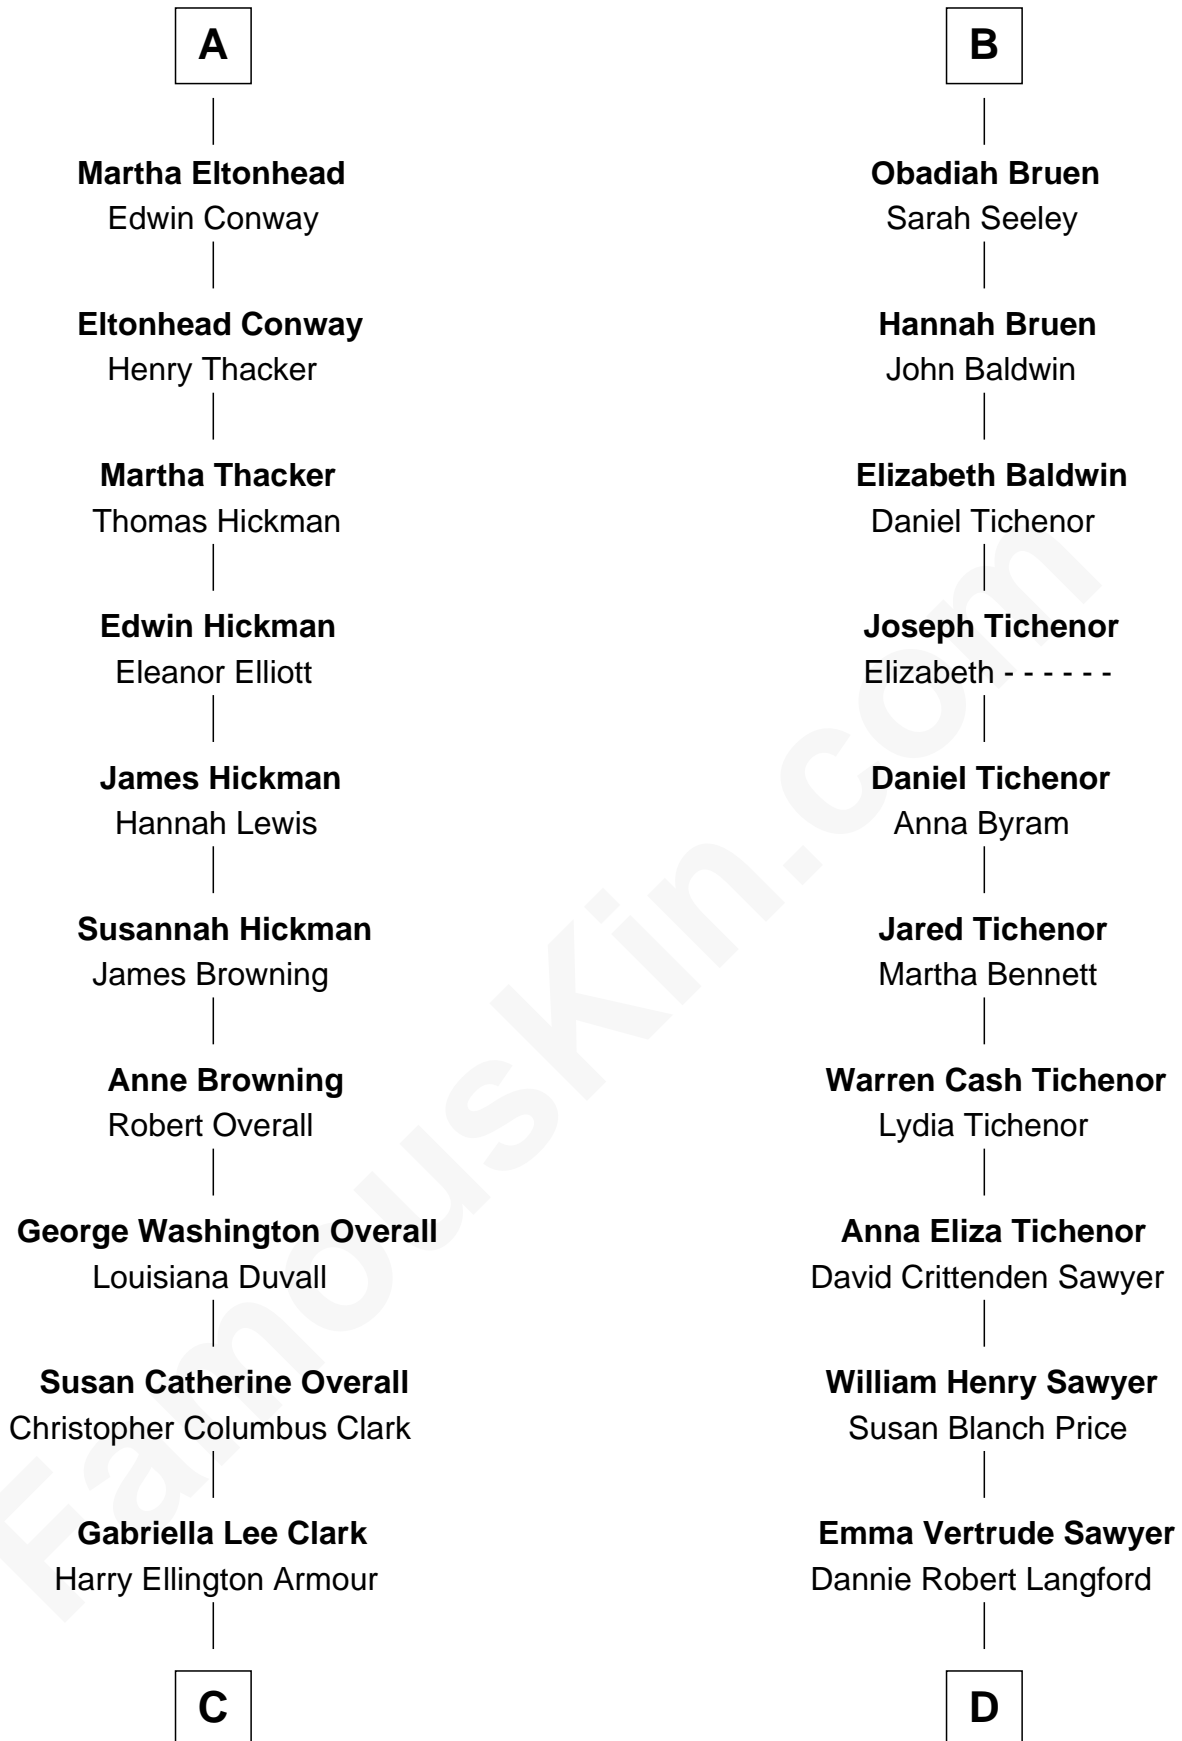 A
Martha Eltonhead
Edwin Conway
Eltonhead Conway
Henry Thacker
Martha Thacker
Thomas Hickman
Edwin Hickman
Eleanor Elliott
James Hickman
Hannah Lewis
Susannah Hickman
James Browning
Anne Browning
Robert Overall
George Washington Overall
Louisiana Duvall
Susan Catherine Overall
Christopher Columbus Clark
Gabriella Lee Clark
Harry Ellington Armour
C
B
Obadiah Bruen
Sarah Seeley
Hannah Bruen
John Baldwin
Elizabeth Baldwin
Daniel Tichenor
Joseph Tichenor
Elizabeth - - - - - -
Daniel Tichenor
Anna Byram
Jared Tichenor
Martha Bennett
Warren Cash Tichenor
Lydia Tichenor
Anna Eliza Tichenor
David Crittenden Sawyer
William Henry Sawyer
Susan Blanch Price
Emma Vertrude Sawyer
Dannie Robert Langford
D
FamousKin.com